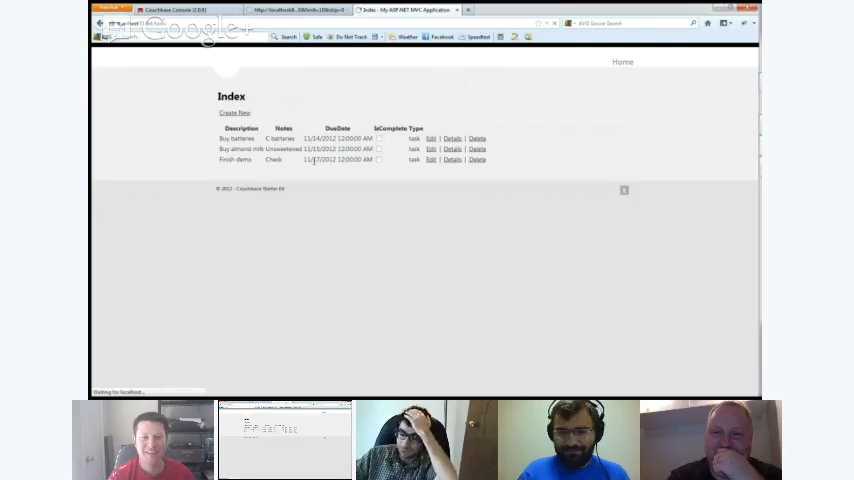 Firefox
Couchbase Console (2.0.0)
Index - My ASP.NET MVC Application
Google+
AVG Secure Search
Search
Safe
Do Not Track
Weather
Facebook
Speedtest
Home
Index
Create New
Description Notes DueDate IsComplete Type
Buy batteries C batteries 11/14/2012 12:00:00 AM task Edit | Details | Delete
Buy almond milk Unsweetened 11/15/2012 12:00:00 AM task Edit | Details | Delete
Finish demo Check 11/17/2012 12:00:00 AM task Edit | Details | Delete
© 2012 - Couchbase Starter Kit
t
Waiting for localhost...